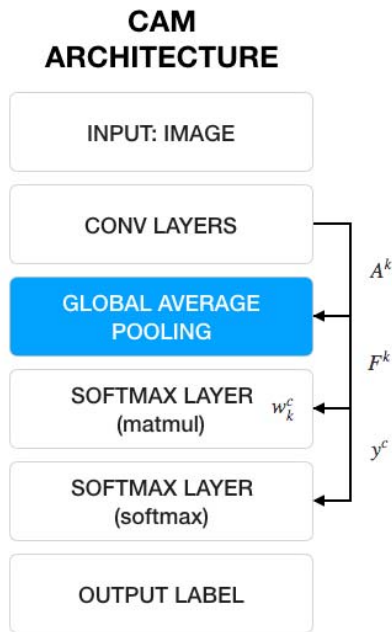 CAM
ARCHITECTURE
INPUT: IMAGE
CONV LAYERS
A^k
GLOBAL AVERAGE
POOLING
F^k
SOFTMAX LAYER
(matmul)
w_k^c
y^c
SOFTMAX LAYER
(softmax)
OUTPUT LABEL